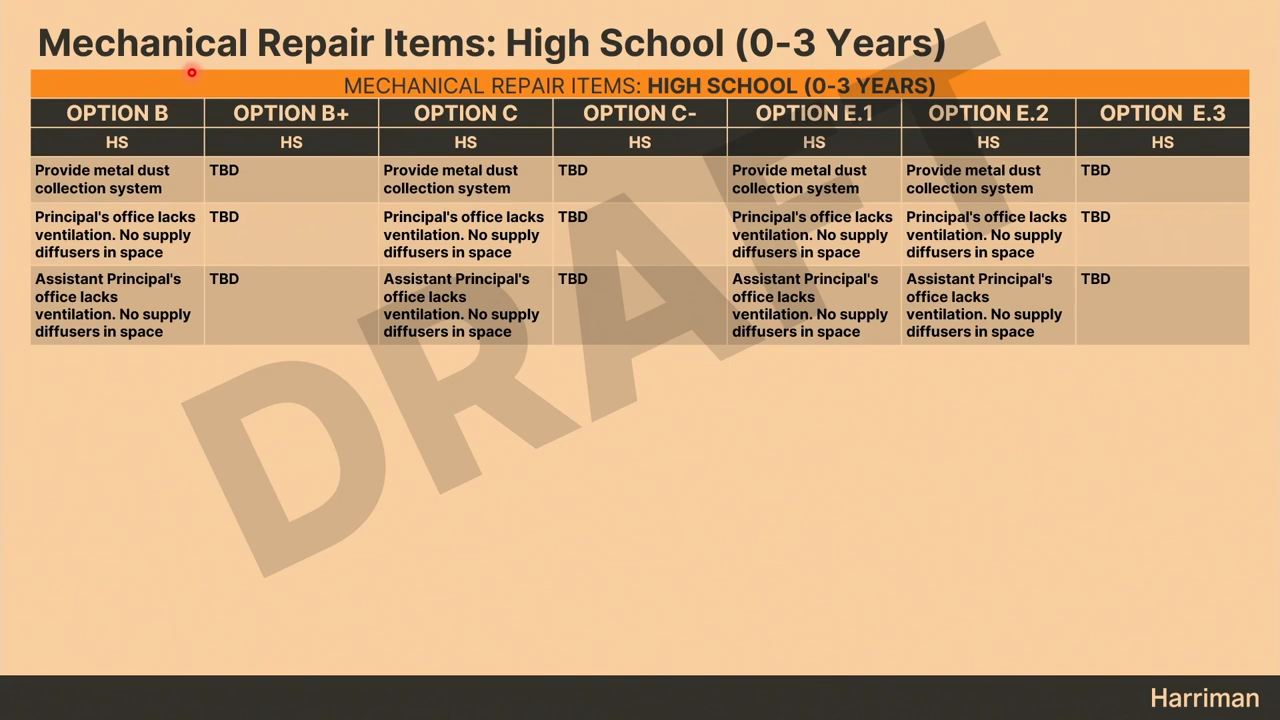 Mechanical Repair Items: High School (0-3 Years)
MECHANICAL REPAIR ITEMS: HIGH SCHOOL (0-3 YEARS)
OPTION B OPTION B+ OPTION C OPTION C- OPTION E.1 OPTION E.2 OPTION E.3
HS HS HS HS HS HS HS
Provide metal dust TBD Provide metal dust TBD Provide metal dust Provide metal dust TBD
collection system collection system collection system collection system
Principal's office lacks TBD Principal's office lacks TBD Principal's office lacks Principal's office lacks TBD
ventilation. No supply ventilation. No supply ventilation. No supply ventilation. No supply
diffusers in space diffusers in space diffusers in space diffusers in space
Assistant Principal's TBD Assistant Principal's TBD Assistant Principal's Assistant Principal's TBD
office lacks office lacks office lacks office lacks
ventilation. No supply ventilation. No supply ventilation. No supply ventilation. No supply
diffusers in space diffusers in space diffusers in space diffusers in space
DRAFT
Harriman